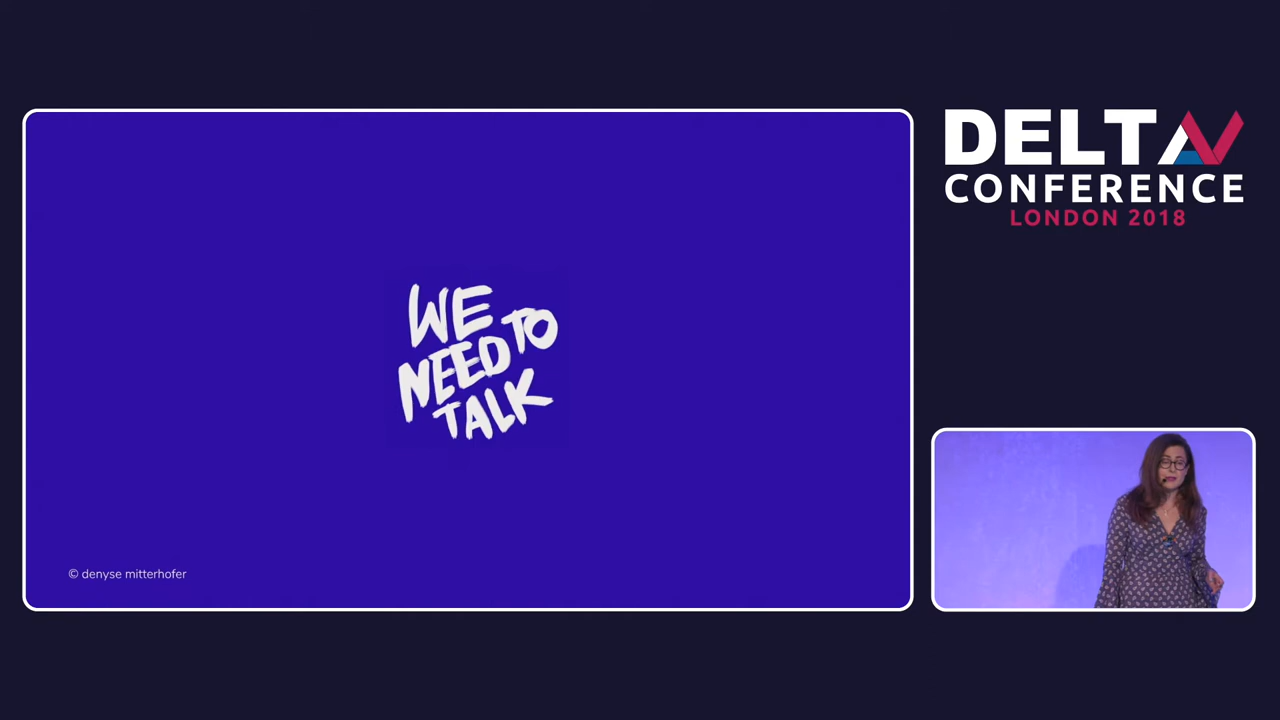 WE
NEED TO
TALK
© denyse mitterhofer
DELTA V
CONFERENCE
LONDON 2018